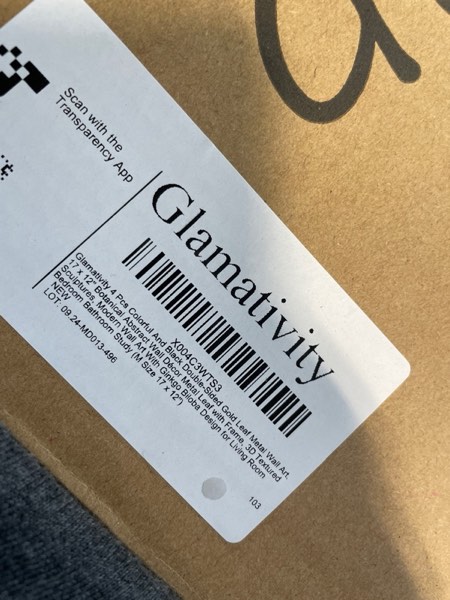 Scan with the
Transparency App
Glamativity
X004C3WTS3
Glamativity 4 Pcs Colorful And Black Double-Sided Gold Leaf Metal Wall Art,
17 x 12" Botanical Abstract Wall Décor Metal Leaf with Frame, 3D Textured
Sculptures, Modern Wall Art With Ginkgo Biloba Design for Living Room
Bedroom Bathroom Study (M Size 17 x 12")
NEW
LOT: 09.24-MD013-496
103